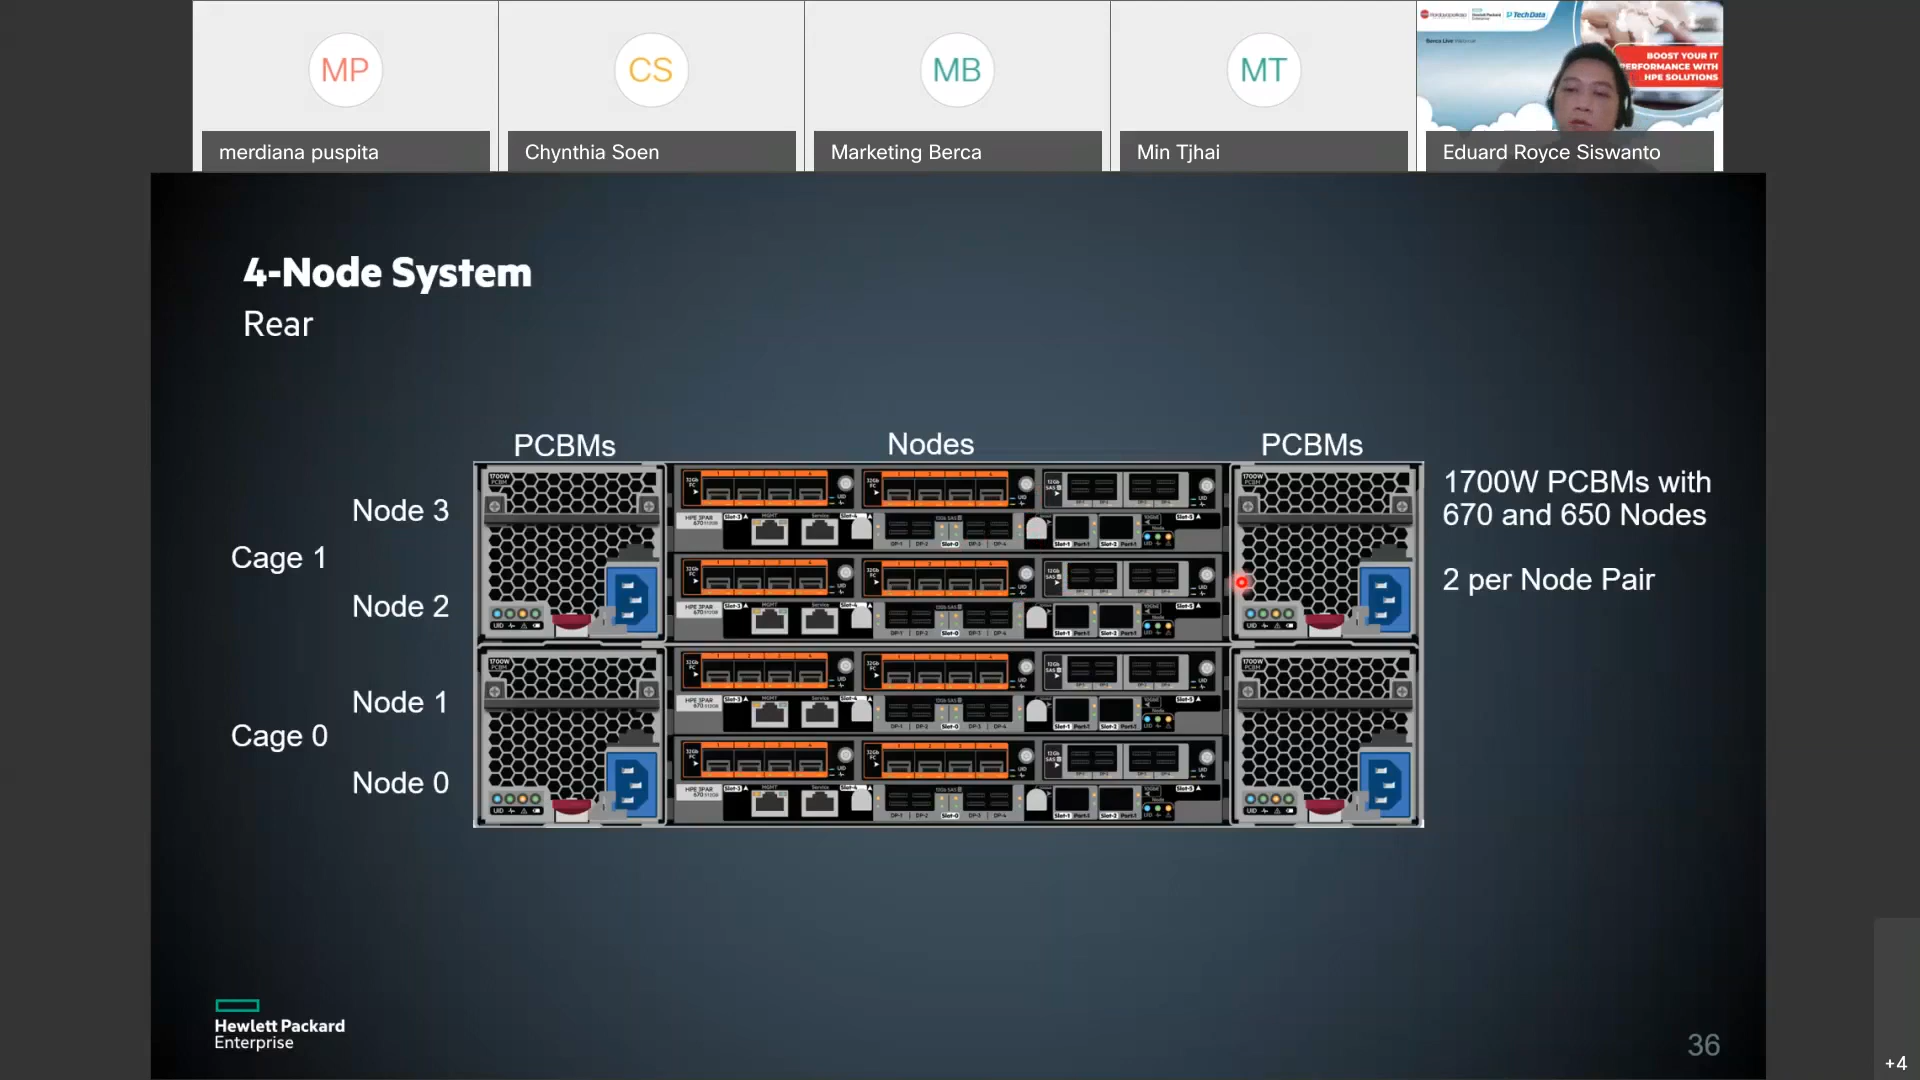 MP
CS
MB
MT
TechData
BOOST YOUR IT
PERFORMANCE WITH
HPE SOLUTIONS
merdiana puspita
Chynthia Soen
Marketing Berca
Min Tjhai
Eduard Royce Siswanto
4-Node System
Rear
PCBMs
Nodes
PCBMs
Node 3
Cage 1
Node 2
Node 1
Cage 0
Node 0
1700W PCBMs with
670 and 650 Nodes
2 per Node Pair
Hewlett Packard
Enterprise
36
+4